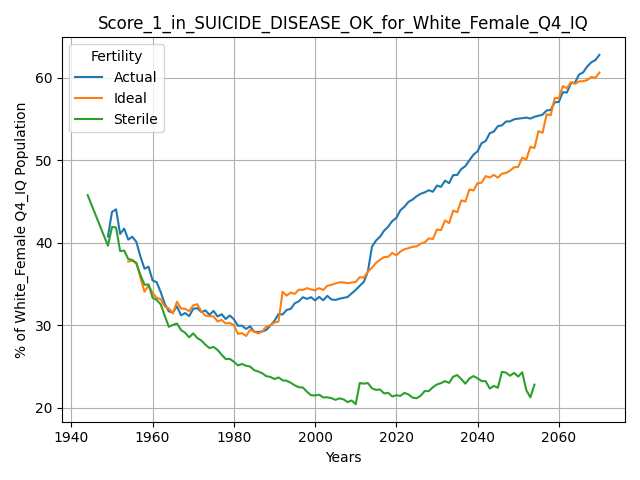 Score_1_in_SUICIDE_DISEASE_OK_for_White_Female_Q4_IQ
Fertility
Actual
Ideal
Sterile
% of White_Female Q4_IQ Population
60
50
40
30
20
1940 1960 1980 2000 2020 2040 2060
Years